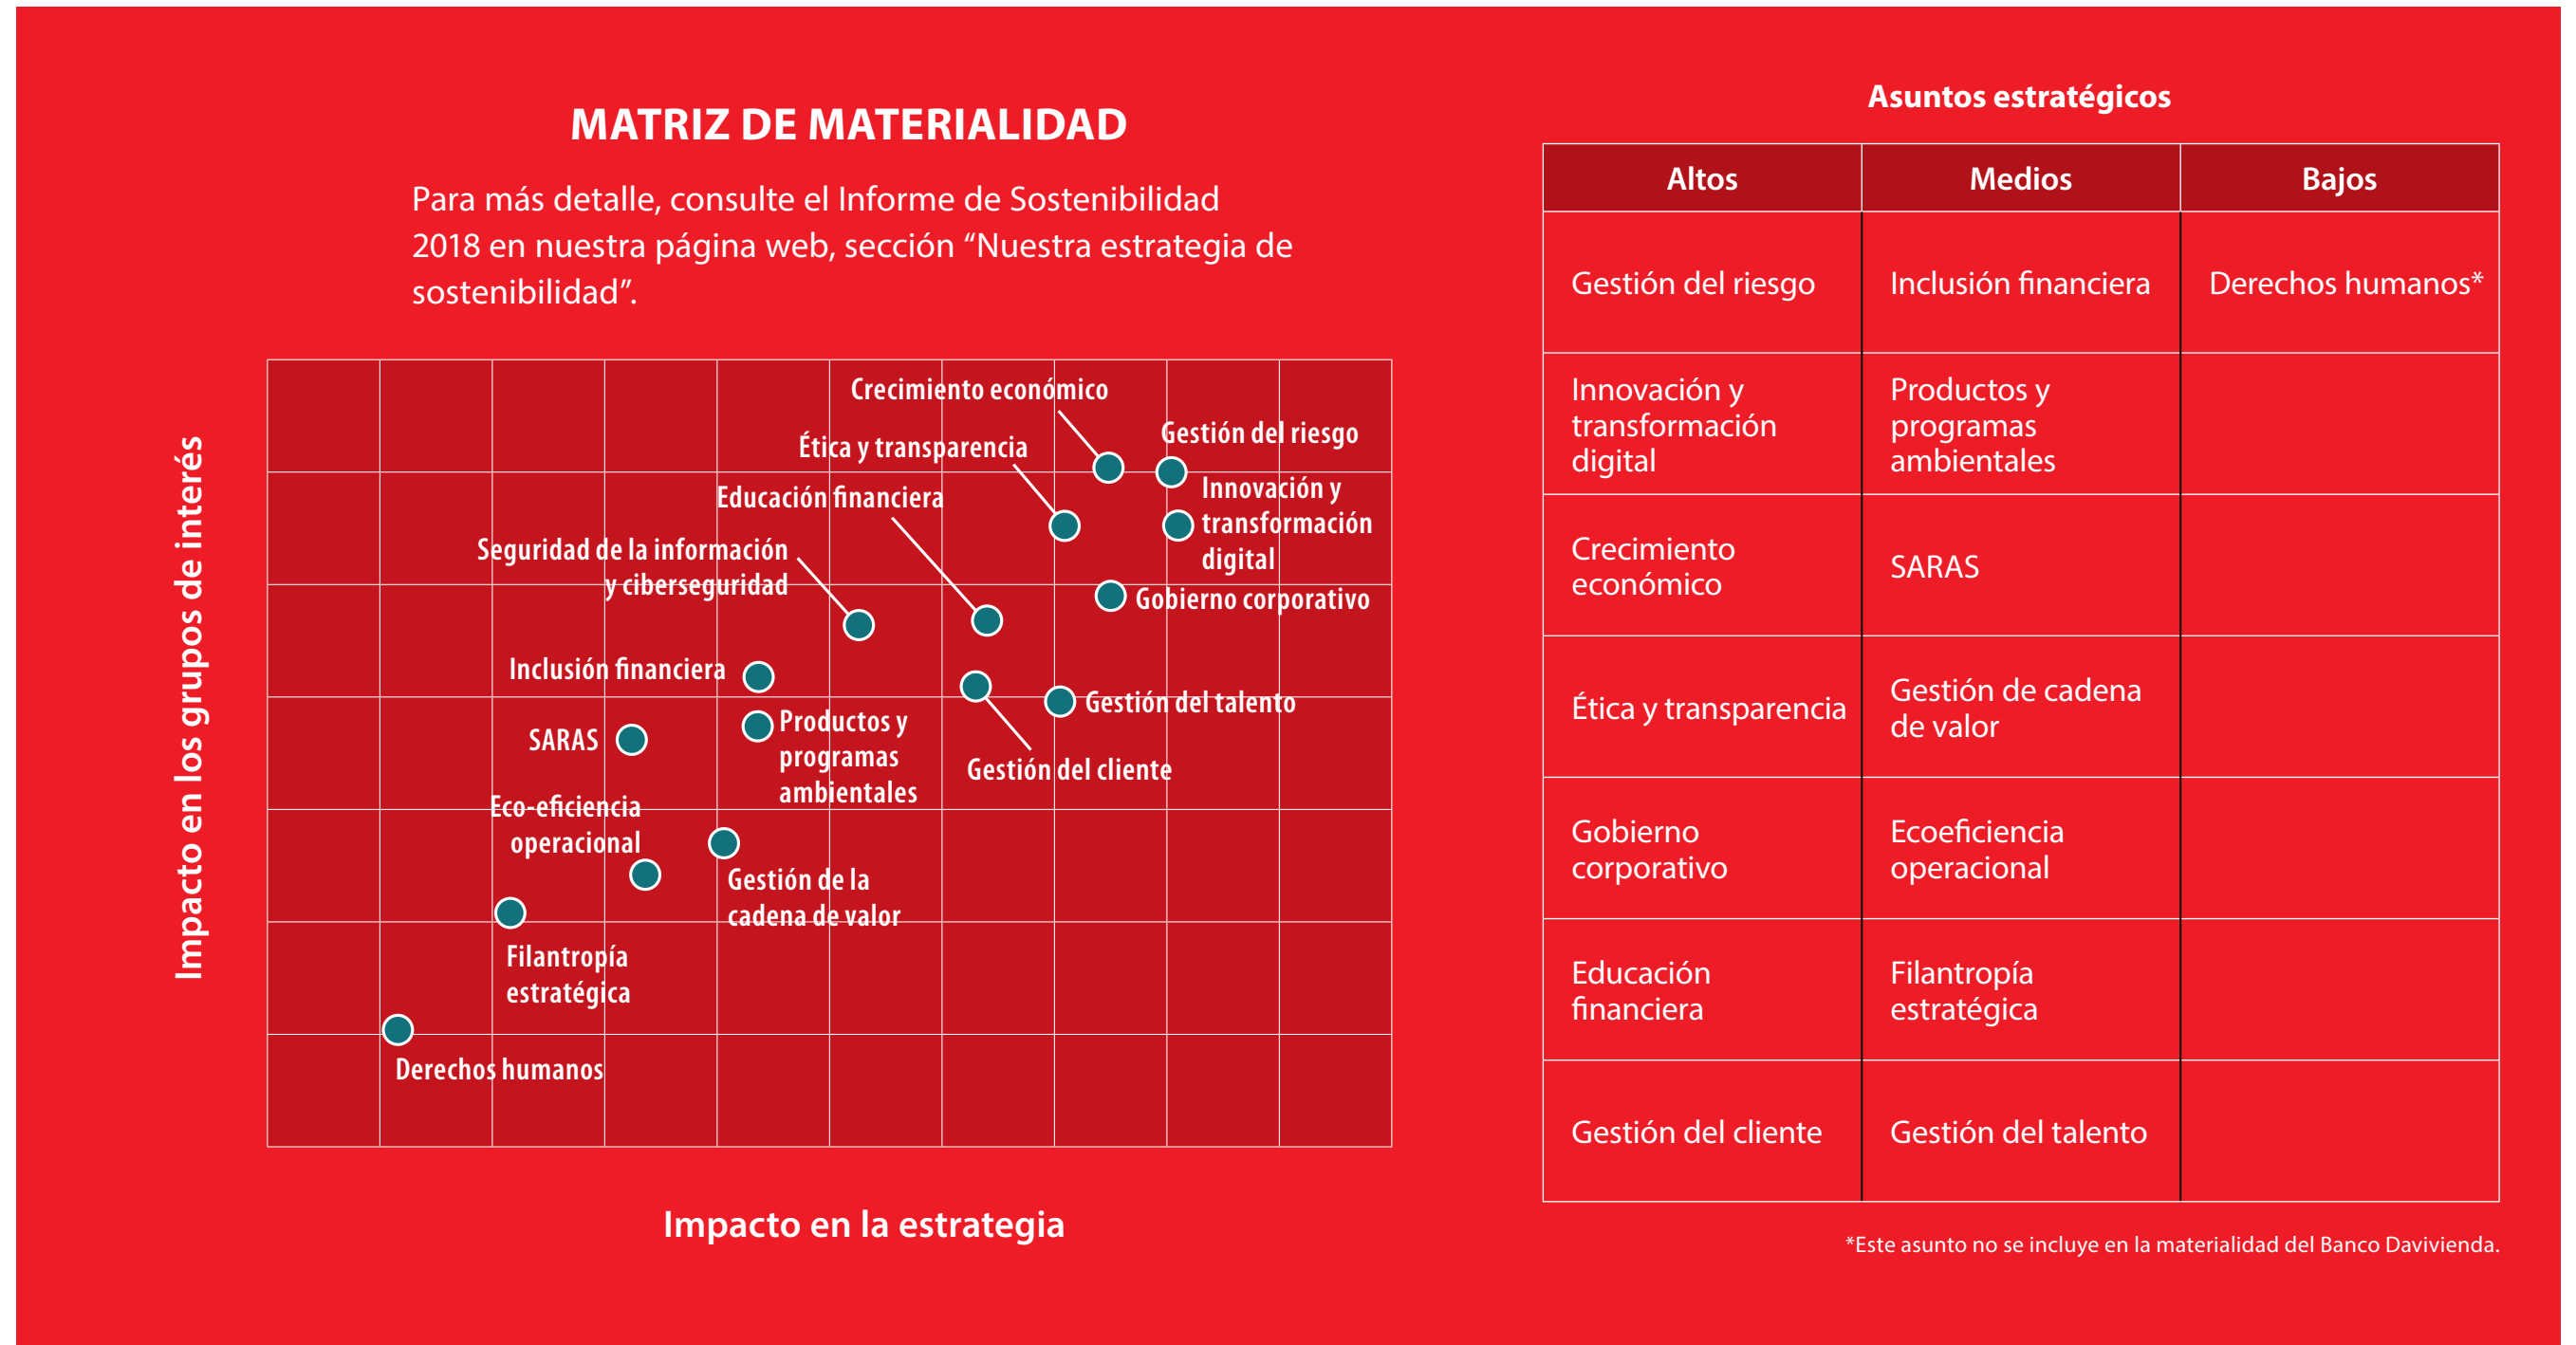 MATRIZ DE MATERIALIDAD
Para más detalle, consulte el Informe de Sostenibilidad
2018 en nuestra página web, sección “Nuestra estrategia de
sostenibilidad”.
Impacto en los grupos de interés
Crecimiento económico
Gestión del riesgo
Ética y transparencia
Innovación y
transformación
digital
Educación financiera
Seguridad de la información
y ciberseguridad
Gobierno corporativo
Inclusión financiera
Gestión del talento
SARAS
Productos y
programas
ambientales
Gestión del cliente
Eco-eficiencia
operacional
Gestión de la
cadena de valor
Filantropía
estratégica
Derechos humanos
Impacto en la estrategia
Asuntos estratégicos
Altos
Medios
Bajos
Gestión del riesgo
Inclusión financiera
Derechos humanos*
Innovación y
transformación
digital
Productos y
programas
ambientales
Crecimiento
económico
SARAS
Ética y transparencia
Gestión de cadena
de valor
Gobierno
corporativo
Ecoeficiencia
operacional
Educación
financiera
Filantropía
estratégica
Gestión del cliente
Gestión del talento
*Este asunto no se incluye en la materialidad del Banco Davivienda.